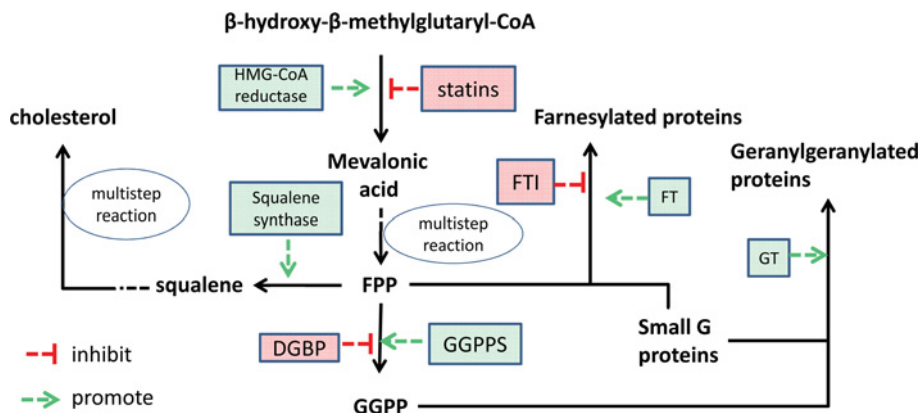 β-hydroxy-β-methylglutaryl-CoA
HMG-CoA
reductase
statins
cholesterol
Farnesylated proteins
Mevalonic
acid
Geranylgeranylated
proteins
multistep
reaction
Squalene
synthase
FTI
FT
multistep
reaction
GT
squalene
FPP
Small G
proteins
inhibit
DGBP
GGPPS
promote
GGPP